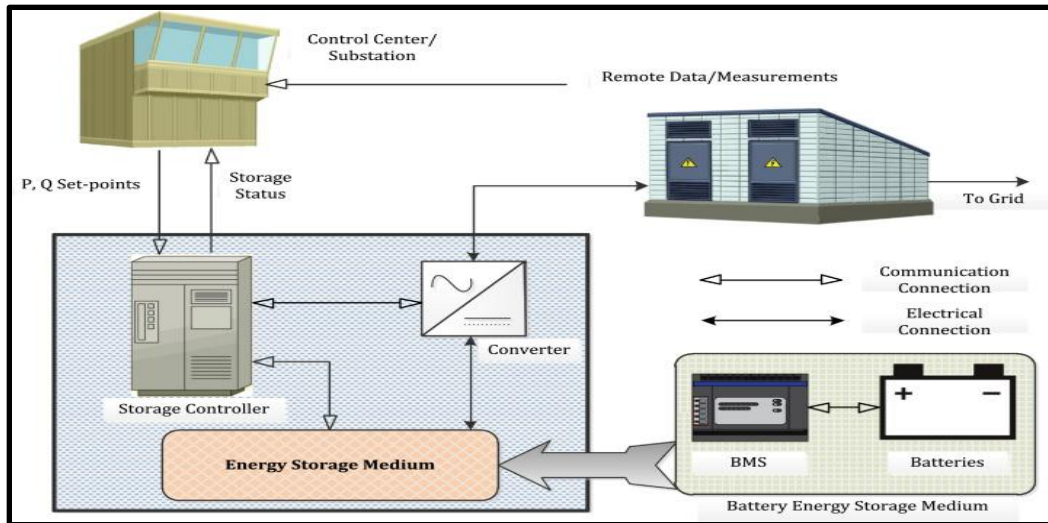 Control Center/
Substation
Remote Data/Measurements
P, Q Set-points
Storage
Status
To Grid
Communication
Connection
Electrical
Connection
Converter
Storage Controller
Energy Storage Medium
+ −
BMS
Batteries
Battery Energy Storage Medium